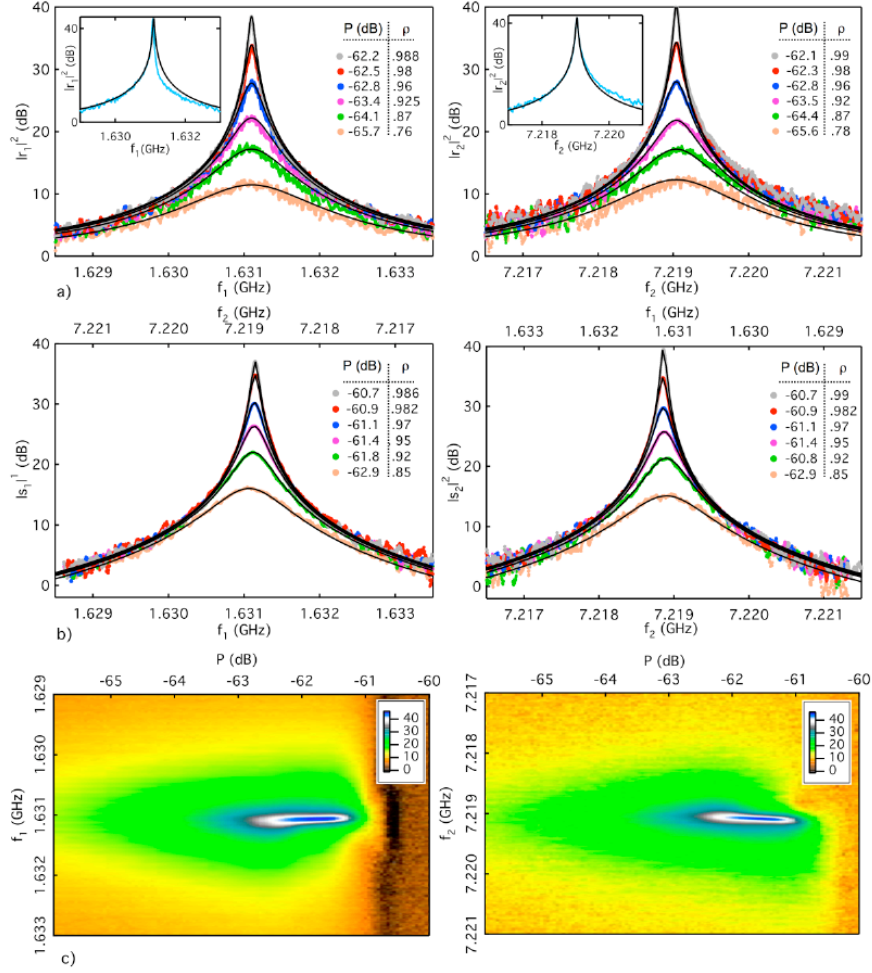 P (dB) ρ
-62.2 .988
-62.5 .98
-62.8 .96
-63.4 .925
-64.1 .87
-65.7 .76
|r₁|² (dB)
40
30
20
10
0
|r₁|² (dB)
40
0
1.630 1.632
f₁(GHz)
1.629 1.630 1.631 1.632 1.633
f₁ (GHz)
a)
P (dB) ρ
-62.1 .99
-62.3 .98
-62.8 .96
-63.5 .92
-64.4 .87
-65.6 .78
|r₂|² (dB)
40
30
20
10
0
|r₂|² (dB)
40
0
7.218 7.220
f₂ (GHz)
7.217 7.218 7.219 7.220 7.221
f₂ (GHz)
f₂ (GHz)
7.221 7.220 7.219 7.218 7.217
P (dB) ρ
-60.7 .986
-60.9 .982
-61.1 .97
-61.4 .95
-61.8 .92
-62.9 .85
|s₁|¹ (dB)
40
30
20
10
0
1.629 1.630 1.631 1.632 1.633
f₁ (GHz)
b)
f₁ (GHz)
1.633 1.632 1.631 1.630 1.629
P (dB) ρ
-60.7 .99
-60.9 .982
-61.1 .97
-61.4 .95
-60.8 .92
-62.9 .85
|s₂|² (dB)
40
30
20
10
0
7.217 7.218 7.219 7.220 7.221
f₂ (GHz)
P (dB)
-65 -64 -63 -62 -61 -60
f₁ (GHz)
1.629
1.630
1.631
1.632
1.633
40
30
20
10
0
c)
P (dB)
-65 -64 -63 -62 -61 -60
f₂ (GHz)
7.217
7.218
7.219
7.220
7.221
40
30
20
10
0